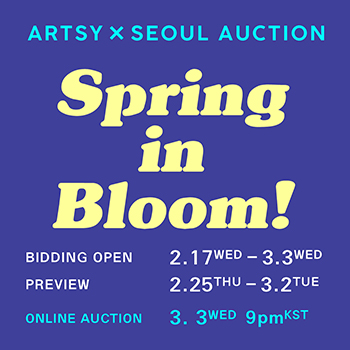 ARTSY × SEOUL AUCTION
Spring
in
Bloom!
BIDDING OPEN 2.17WED – 3.3WED
PREVIEW 2.25THU – 3.2TUE
ONLINE AUCTION 3. 3WED 9pmKST